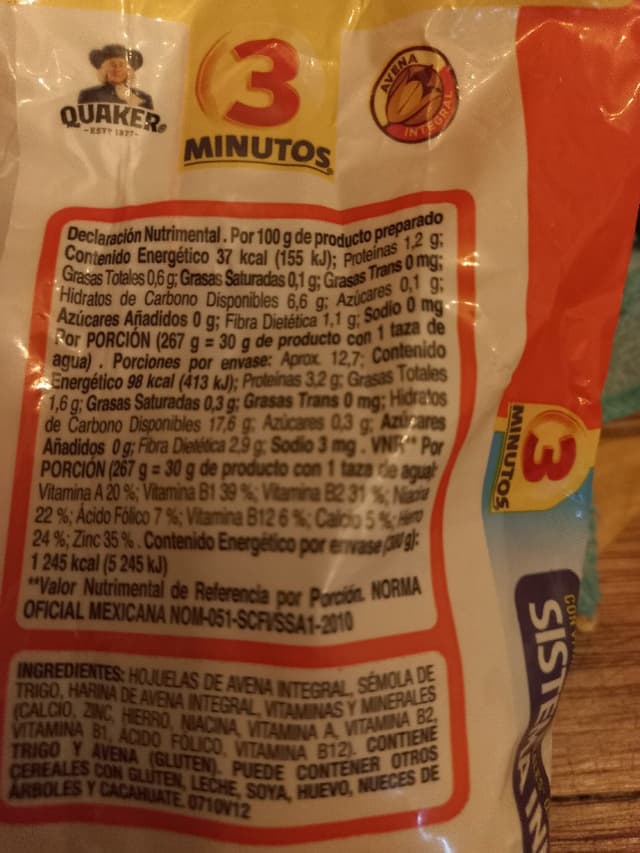 QUAKER®
-ESTD 1877-
3
MINUTOS
AVENA
INTEGRAL
Declaración Nutrimental. Por 100 g de producto preparado
Contenido Energético 37 kcal (155 kJ); Proteínas 1,2 g;
Grasas Totales 0,6 g; Grasas Saturadas 0,1 g; Grasas Trans 0 mg;
Hidratos de Carbono Disponibles 6,6 g; Azúcares 0,1 g;
Azúcares Añadidos 0 g; Fibra Dietética 1,1 g; Sodio 0 mg
Por PORCIÓN (267 g = 30 g de producto con 1 taza de
agua). Porciones por envase: Aprox. 12,7; Contenido
Energético 98 kcal (413 kJ); Proteínas 3,2 g; Grasas Totales
1,6 g; Grasas Saturadas 0,3 g; Grasas Trans 0 mg; Hidratos
de Carbono Disponibles 17,6 g; Azúcares 0,3 g; Azúcares
Añadidos 0 g; Fibra Dietética 2,9 g; Sodio 3 mg. VNR** Por
PORCIÓN (267 g = 30 g de producto con 1 taza de agua)
Vitamina A 20 %; Vitamina B1 39 %; Vitamina B2 31 %; Niacina
22 %; Ácido Fólico 7 %; Vitamina B12 6 %; Calcio 5 %; Hierro
24 %; Zinc 35 %. Contenido Energético por envase g):
1 245 kcal (5 245 kJ)
**Valor Nutrimental de Referencia por Porción. NORMA
OFICIAL MEXICANA NOM-051-SCFI/SSA1-2010
INGREDIENTES: HOJUELAS DE AVENA INTEGRAL, SÉMOLA DE
TRIGO, HARINA DE AVENA INTEGRAL, VITAMINAS Y MINERALES
(CALCIO, ZINC, HIERRO, NIACINA, VITAMINA A, VITAMINA B2,
VITAMINA B1, ÁCIDO FÓLICO, VITAMINA B12). CONTIENE
TRIGO Y AVENA (GLUTEN). PUEDE CONTENER OTROS
CEREALES CON GLUTEN, LECHE, SOYA, HUEVO, NUECES DE
ÁRBOLES Y CACAHUATE. 0710V12
3
MINUTOS
CON
SISTEMA IN